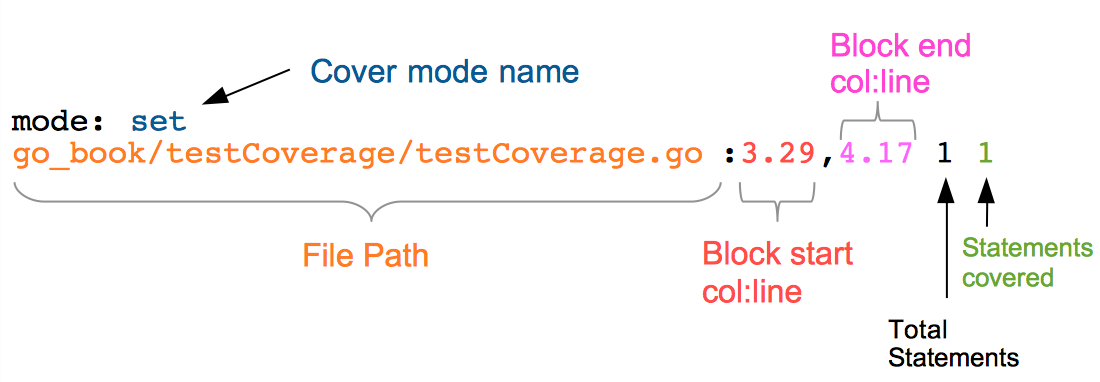 Block end
col:line
Cover mode name
mode: set
go_book/testCoverage/testCoverage.go :3.29,4.17 1 1
File Path
Block start
col:line
Statements
covered
Total
Statements